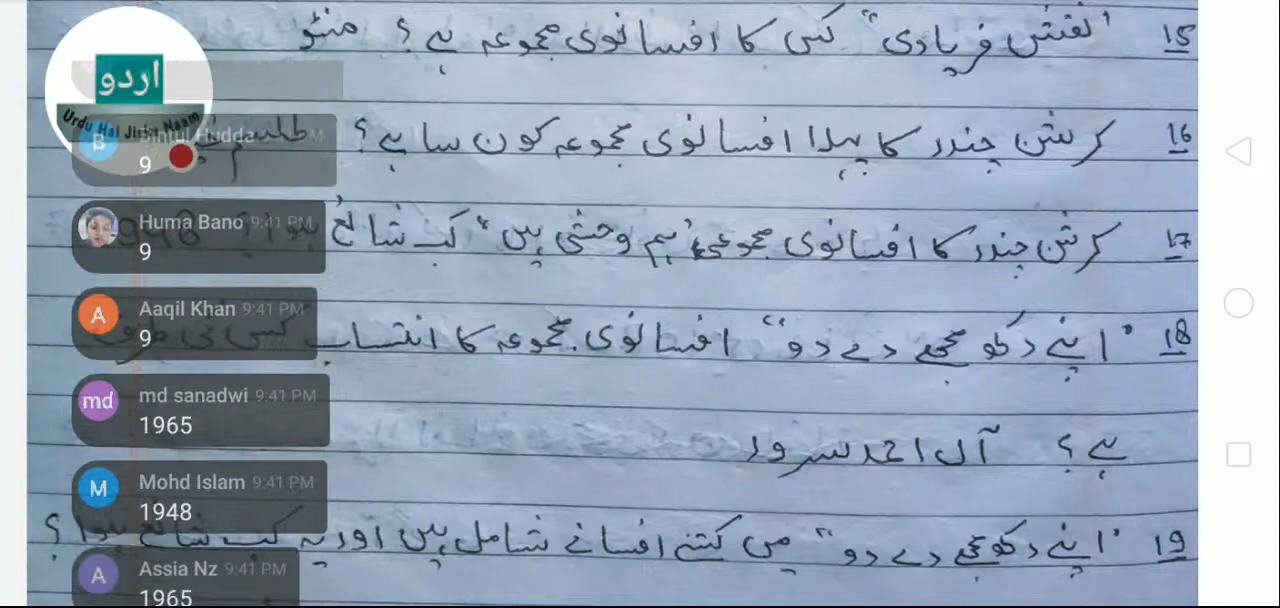 15 "نقش فریادی" کس کا افسانوی مجموعہ ہے؟ منٹو
16 کرشن چندر کا پہلا افسانوی مجموعہ کون سا ہے؟ طلسم
17 کرشن چندر کا افسانوی مجموعے "ہم وحشی ہیں" کب شائع ہوا؟ 1948
18 "اپنے دکھ مجھے دے دو" افسانوی مجموعہ کا انتساب کس کی طرف
ہے؟ آل احمد سرور
19 "اپنے دکھ مجھے دے دو" میں کتنے افسانے شامل ہیں اور یہ کب شائع ہوا؟
اردو
Urdu Hai Jiska Naam
B
9
Huma Bano 9:41 PM
9
A Aaqil Khan 9:41 PM
9
md md sanadwi 9:41 PM
1965
M Mohd Islam 9:41 PM
1948
A Assia Nz 9:41 PM
1965